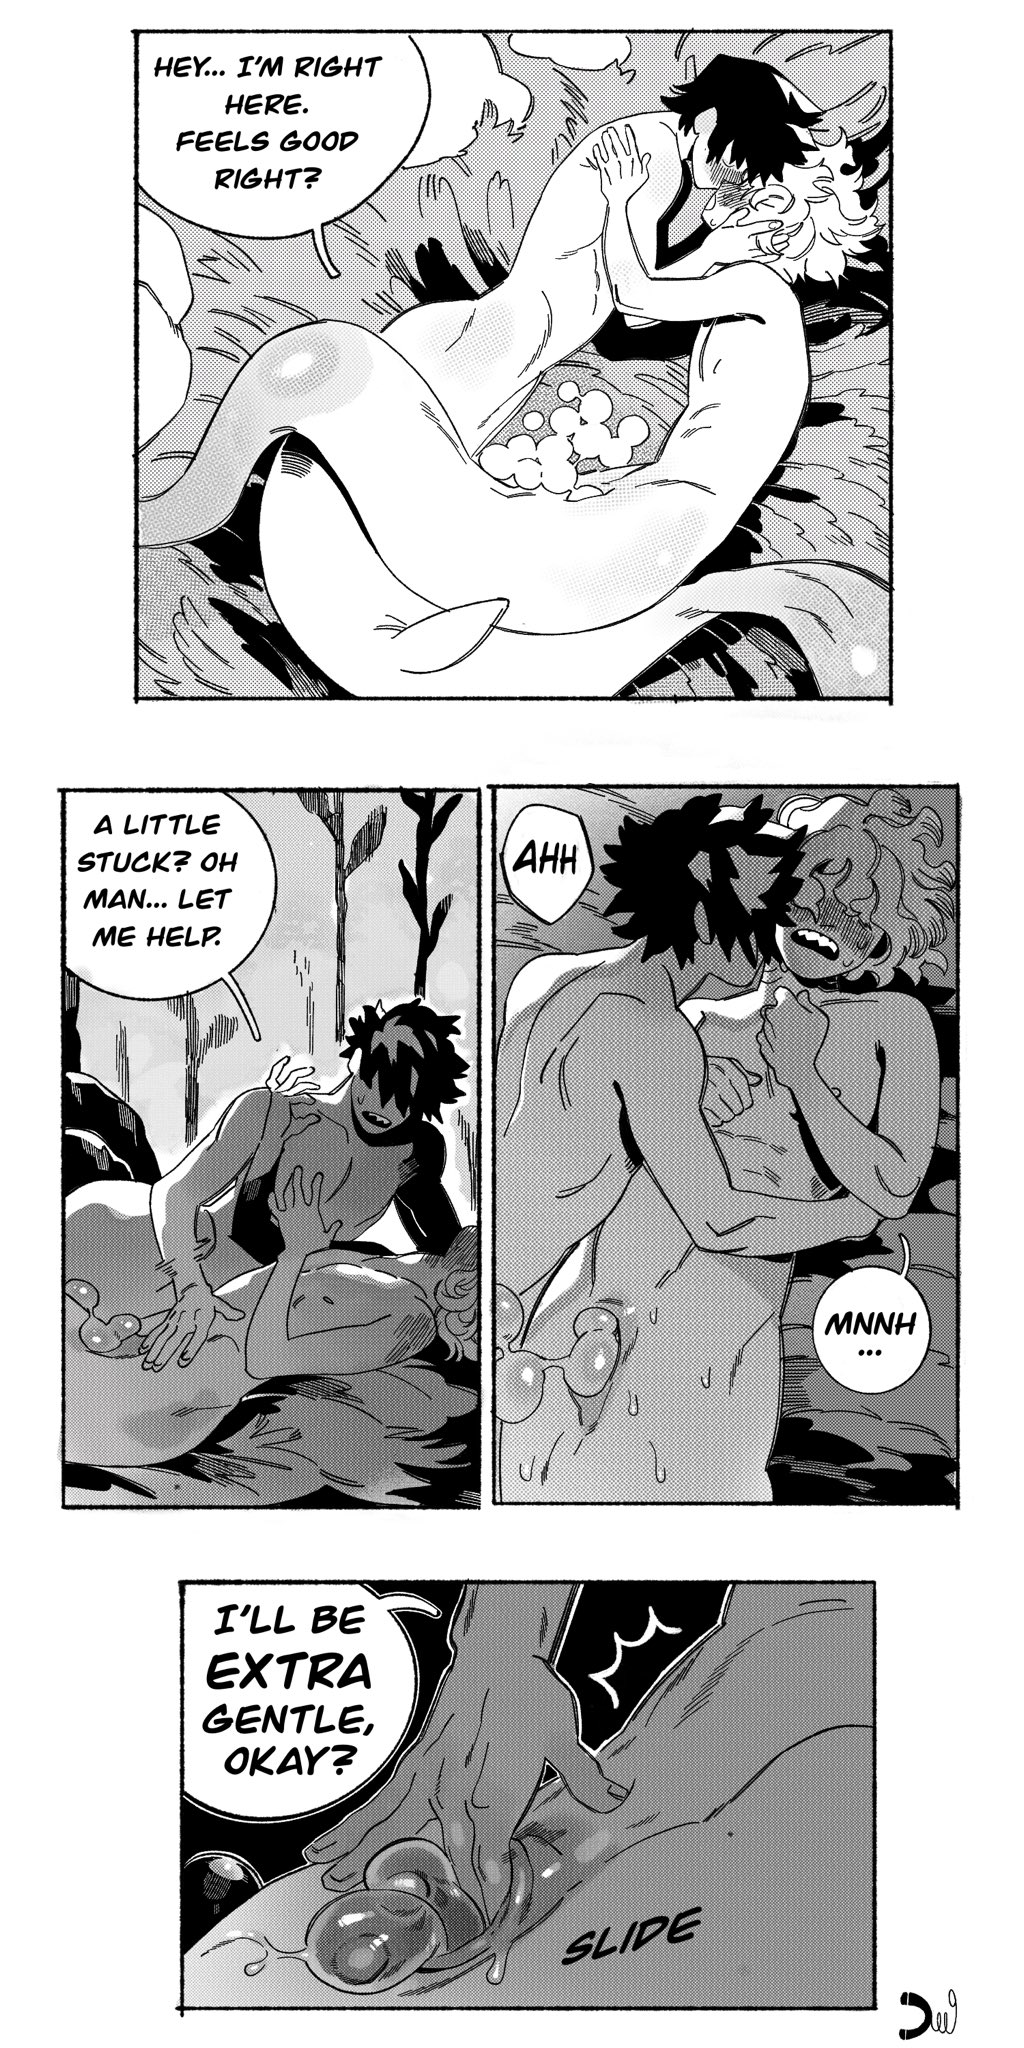 HEY... I'M RIGHT
HERE.
FEELS GOOD
RIGHT?
A LITTLE
STUCK? OH
MAN... LET
ME HELP.
AHH
MNNH
...
I'LL BE
EXTRA
GENTLE,
OKAY?
SLIDE